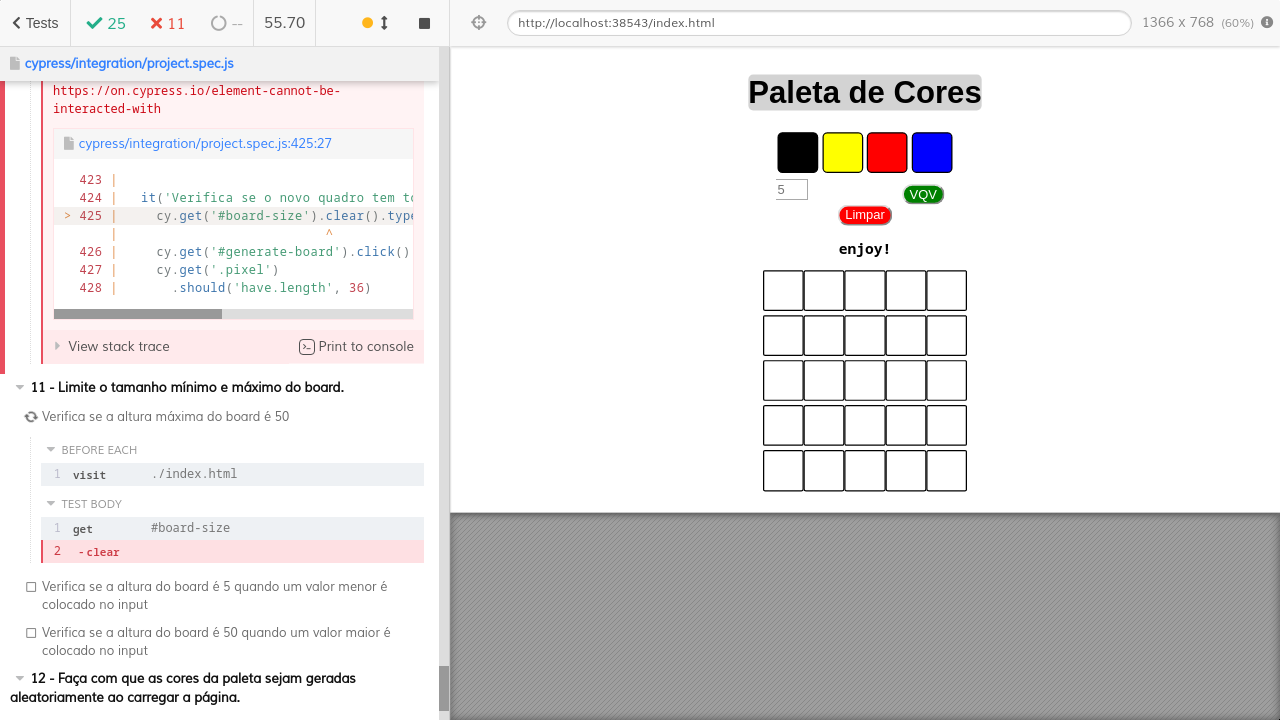 Tests
25
11
--
55.70
cypress/integration/project.spec.js
https://on.cypress.io/element-cannot-be-
interacted-with
cypress/integration/project.spec.js:425:27
423 |
424 |   it('Verifica se o novo quadro tem to
> 425 |     cy.get('#board-size').clear().type
|                           ^
426 |     cy.get('#generate-board').click()
427 |     cy.get('.pixel')
428 |       .should('have.length', 36)
View stack trace
Print to console
11 - Limite o tamanho mínimo e máximo do board.
Verifica se a altura máxima do board é 50
BEFORE EACH
1 visit ./index.html
TEST BODY
1 get #board-size
2 -clear
Verifica se a altura do board é 5 quando um valor menor é
colocado no input
Verifica se a altura do board é 50 quando um valor maior é
colocado no input
12 - Faça com que as cores da paleta sejam geradas
aleatoriamente ao carregar a página.
http://localhost:38543/index.html
1366 x 768 (60%)
Paleta de Cores
5
VQV
Limpar
enjoy!